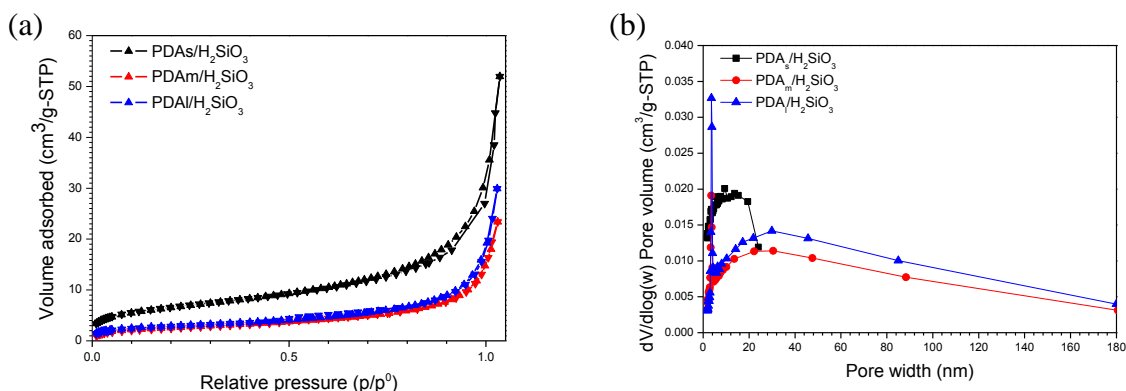 (a)
60
50
40
30
20
10
0
Volume adsorbed (cm³/g-STP)
PDAs/H₂SiO₃
PDAm/H₂SiO₃
PDAl/H₂SiO₃
0.0 0.5 1.0
Relative pressure (p/p⁰)
(b)
0.040
0.035
0.030
0.025
0.020
0.015
0.010
0.005
0.000
dV/dlog(w) Pore volume (cm³/g-STP)
PDAₛ/H₂SiO₃
PDAₘ/H₂SiO₃
PDAₗ/H₂SiO₃
0 20 40 60 80 100 120 140 160 180
Pore width (nm)